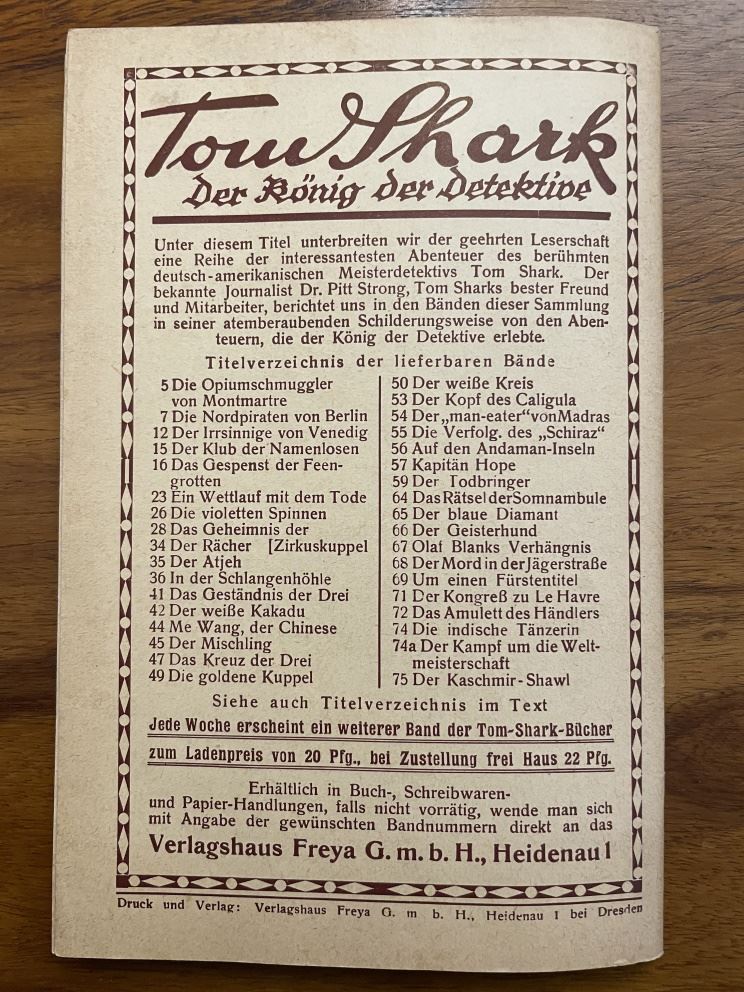 Tom Shark
Der König der Detektive
Unter diesem Titel unterbreiten wir der geehrten Leserschaft
eine Reihe der interessantesten Abenteuer des berühmten
deutsch-amerikanischen Meisterdetektivs Tom Shark. Der
bekannte Journalist Dr. Pitt Strong, Tom Sharks bester Freund
und Mitarbeiter, berichtet uns in den Bänden dieser Sammlung
in seiner atemberaubenden Schilderungsweise von den Aben-
teuern, die der König der Detektive erlebte.
Titelverzeichnis der lieferbaren Bände
5 Die Opiumschmuggler
von Montmartre
7 Die Nordpiraten von Berlin
12 Der Irrsinnige von Venedig
15 Der Klub der Namenlosen
16 Das Gespenst der Feen-
grotten
23 Ein Wettlauf mit dem Tode
26 Die violetten Spinnen
28 Das Geheimnis der
34 Der Rächer [Zirkuskuppel
35 Der Atjeh
36 In der Schlangenhöhle
41 Das Geständnis der Drei
42 Der weiße Kakadu
44 Me Wang, der Chinese
45 Der Mischling
47 Das Kreuz der Drei
49 Die goldene Kuppel
50 Der weiße Kreis
53 Der Kopf des Caligula
54 Der „man-eater“ von Madras
55 Die Verfolg. des „Schiraz“
56 Auf den Andaman-Inseln
57 Kapitän Hope
59 Der Todbringer
64 Das Rätsel der Somnambule
65 Der blaue Diamant
66 Der Geisterhund
67 Olaf Blanks Verhängnis
68 Der Mord in der Jägerstraße
69 Um einen Fürstentitel
71 Der Kongreß zu Le Havre
72 Das Amulett des Händlers
74 Die indische Tänzerin
74a Der Kampf um die Welt-
meisterschaft
75 Der Kaschmir-Shawl
Siehe auch Titelverzeichnis im Text
Jede Woche erscheint ein weiterer Band der Tom-Shark-Bücher
zum Ladenpreis von 20 Pfg., bei Zustellung frei Haus 22 Pfg.
Erhältlich in Buch-, Schreibwaren-
und Papier-Handlungen, falls nicht vorrätig, wende man sich
mit Angabe der gewünschten Bandnummern direkt an das
Verlagshaus Freya G. m. b. H., Heidenau 1
Druck und Verlag: Verlagshaus Freya G. m b. H., Heidenau I bei Dresden